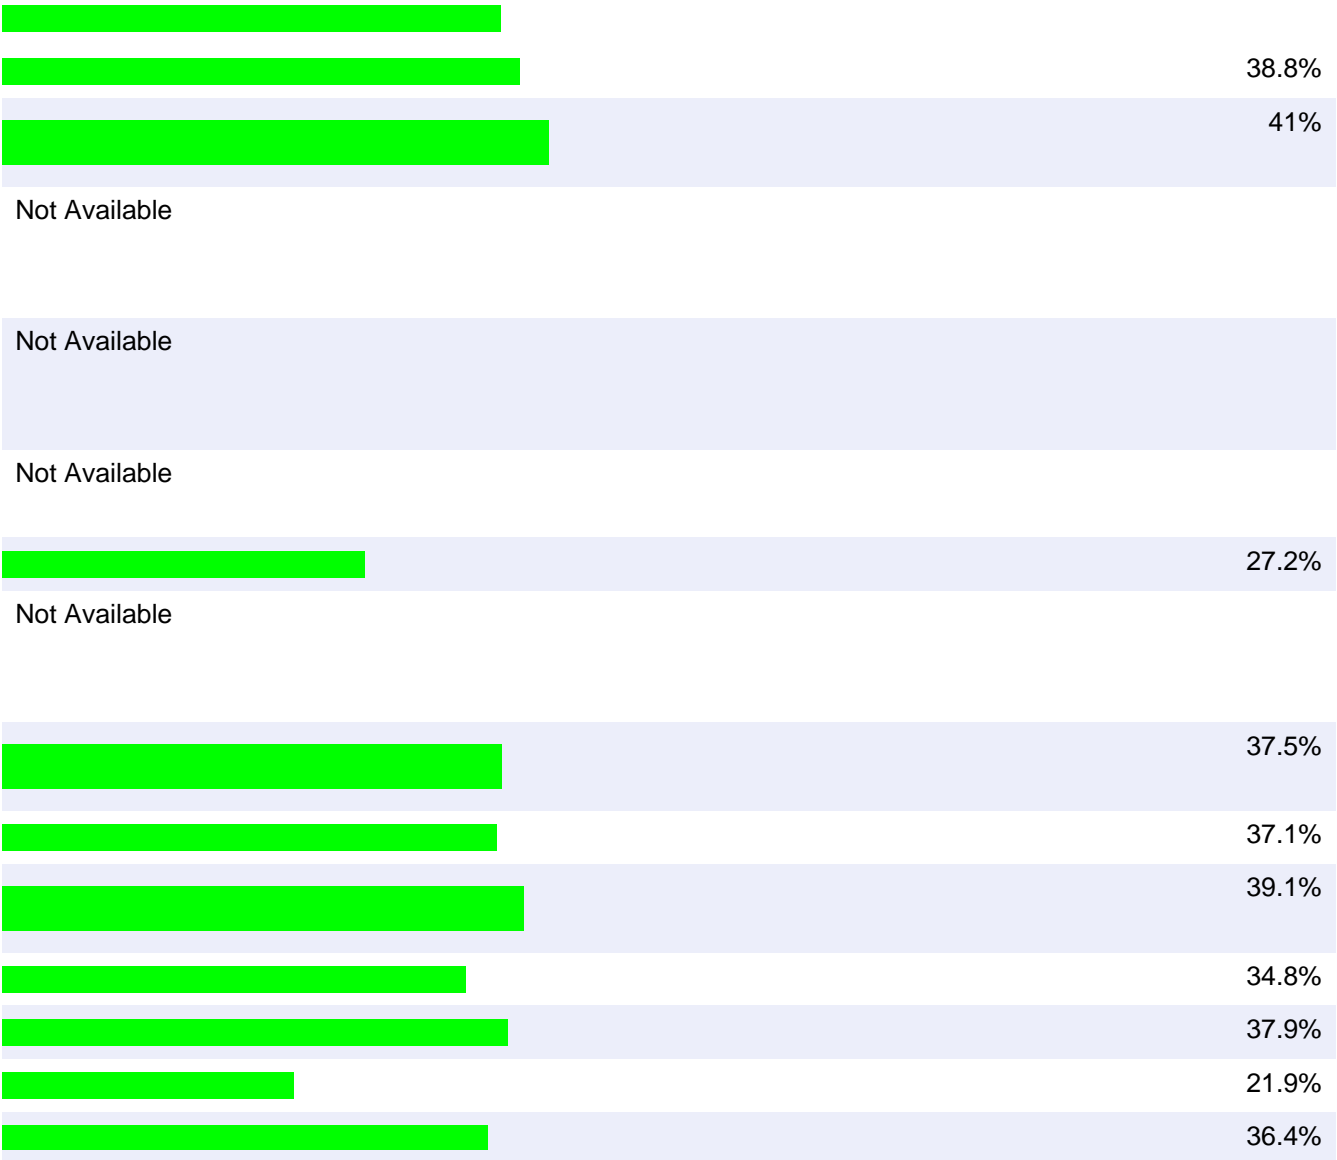 38.8%
41%
Not Available
Not Available
Not Available
27.2%
Not Available
37.5%
37.1%
39.1%
34.8%
37.9%
21.9%
36.4%